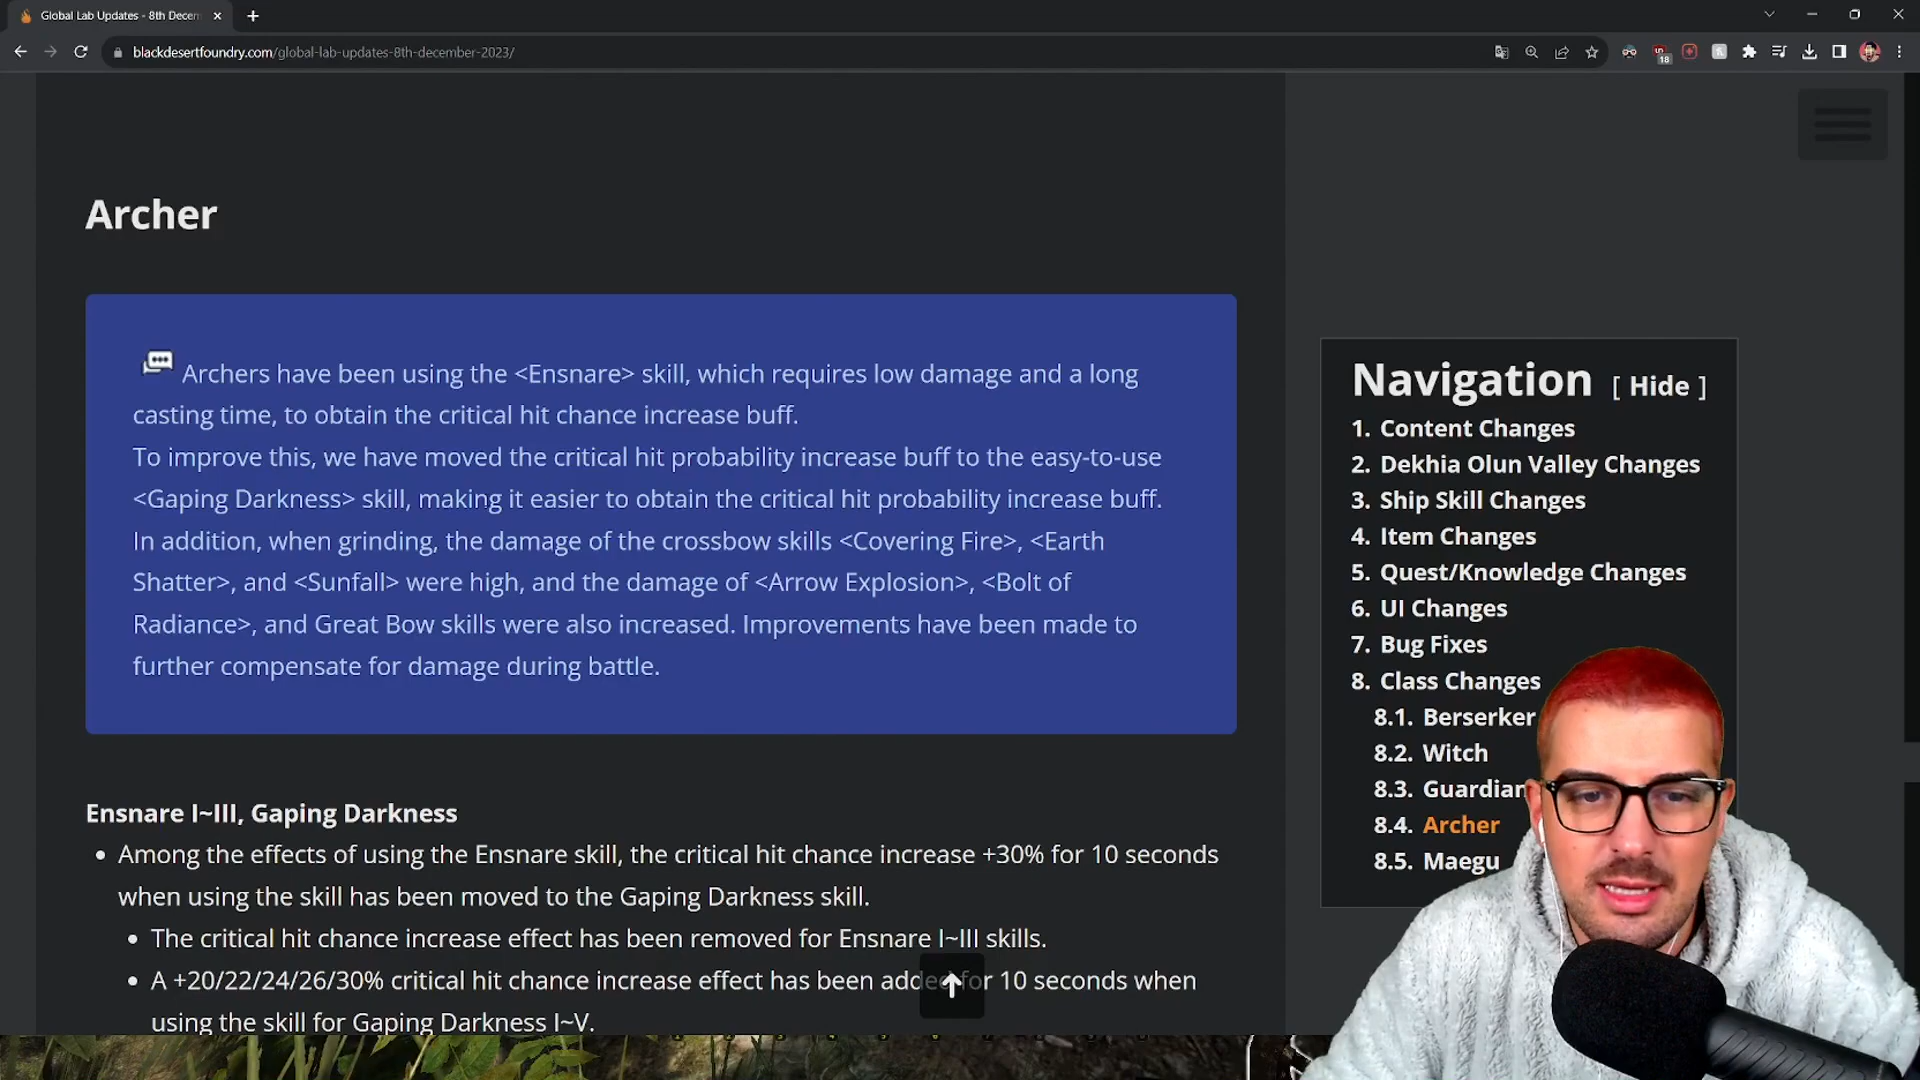 Global Lab Updates - 8th Decem
blackdesertfoundry.com/global-lab-updates-8th-december-2023/
18
Archer
Archers have been using the <Ensnare> skill, which requires low damage and a long
casting time, to obtain the critical hit chance increase buff.
To improve this, we have moved the critical hit probability increase buff to the easy-to-use
<Gaping Darkness> skill, making it easier to obtain the critical hit probability increase buff.
In addition, when grinding, the damage of the crossbow skills <Covering Fire>, <Earth
Shatter>, and <Sunfall> were high, and the damage of <Arrow Explosion>, <Bolt of
Radiance>, and Great Bow skills were also increased. Improvements have been made to
further compensate for damage during battle.
Ensnare I~III, Gaping Darkness
Among the effects of using the Ensnare skill, the critical hit chance increase +30% for 10 seconds
when using the skill has been moved to the Gaping Darkness skill.
The critical hit chance increase effect has been removed for Ensnare I~III skills.
A +20/22/24/26/30% critical hit chance increase effect has been added for 10 seconds when
using the skill for Gaping Darkness I~V.
Navigation [ Hide ]
1. Content Changes
2. Dekhia Olun Valley Changes
3. Ship Skill Changes
4. Item Changes
5. Quest/Knowledge Changes
6. UI Changes
7. Bug Fixes
8. Class Changes
8.1. Berserker
8.2. Witch
8.3. Guardian
8.4. Archer
8.5. Maegu